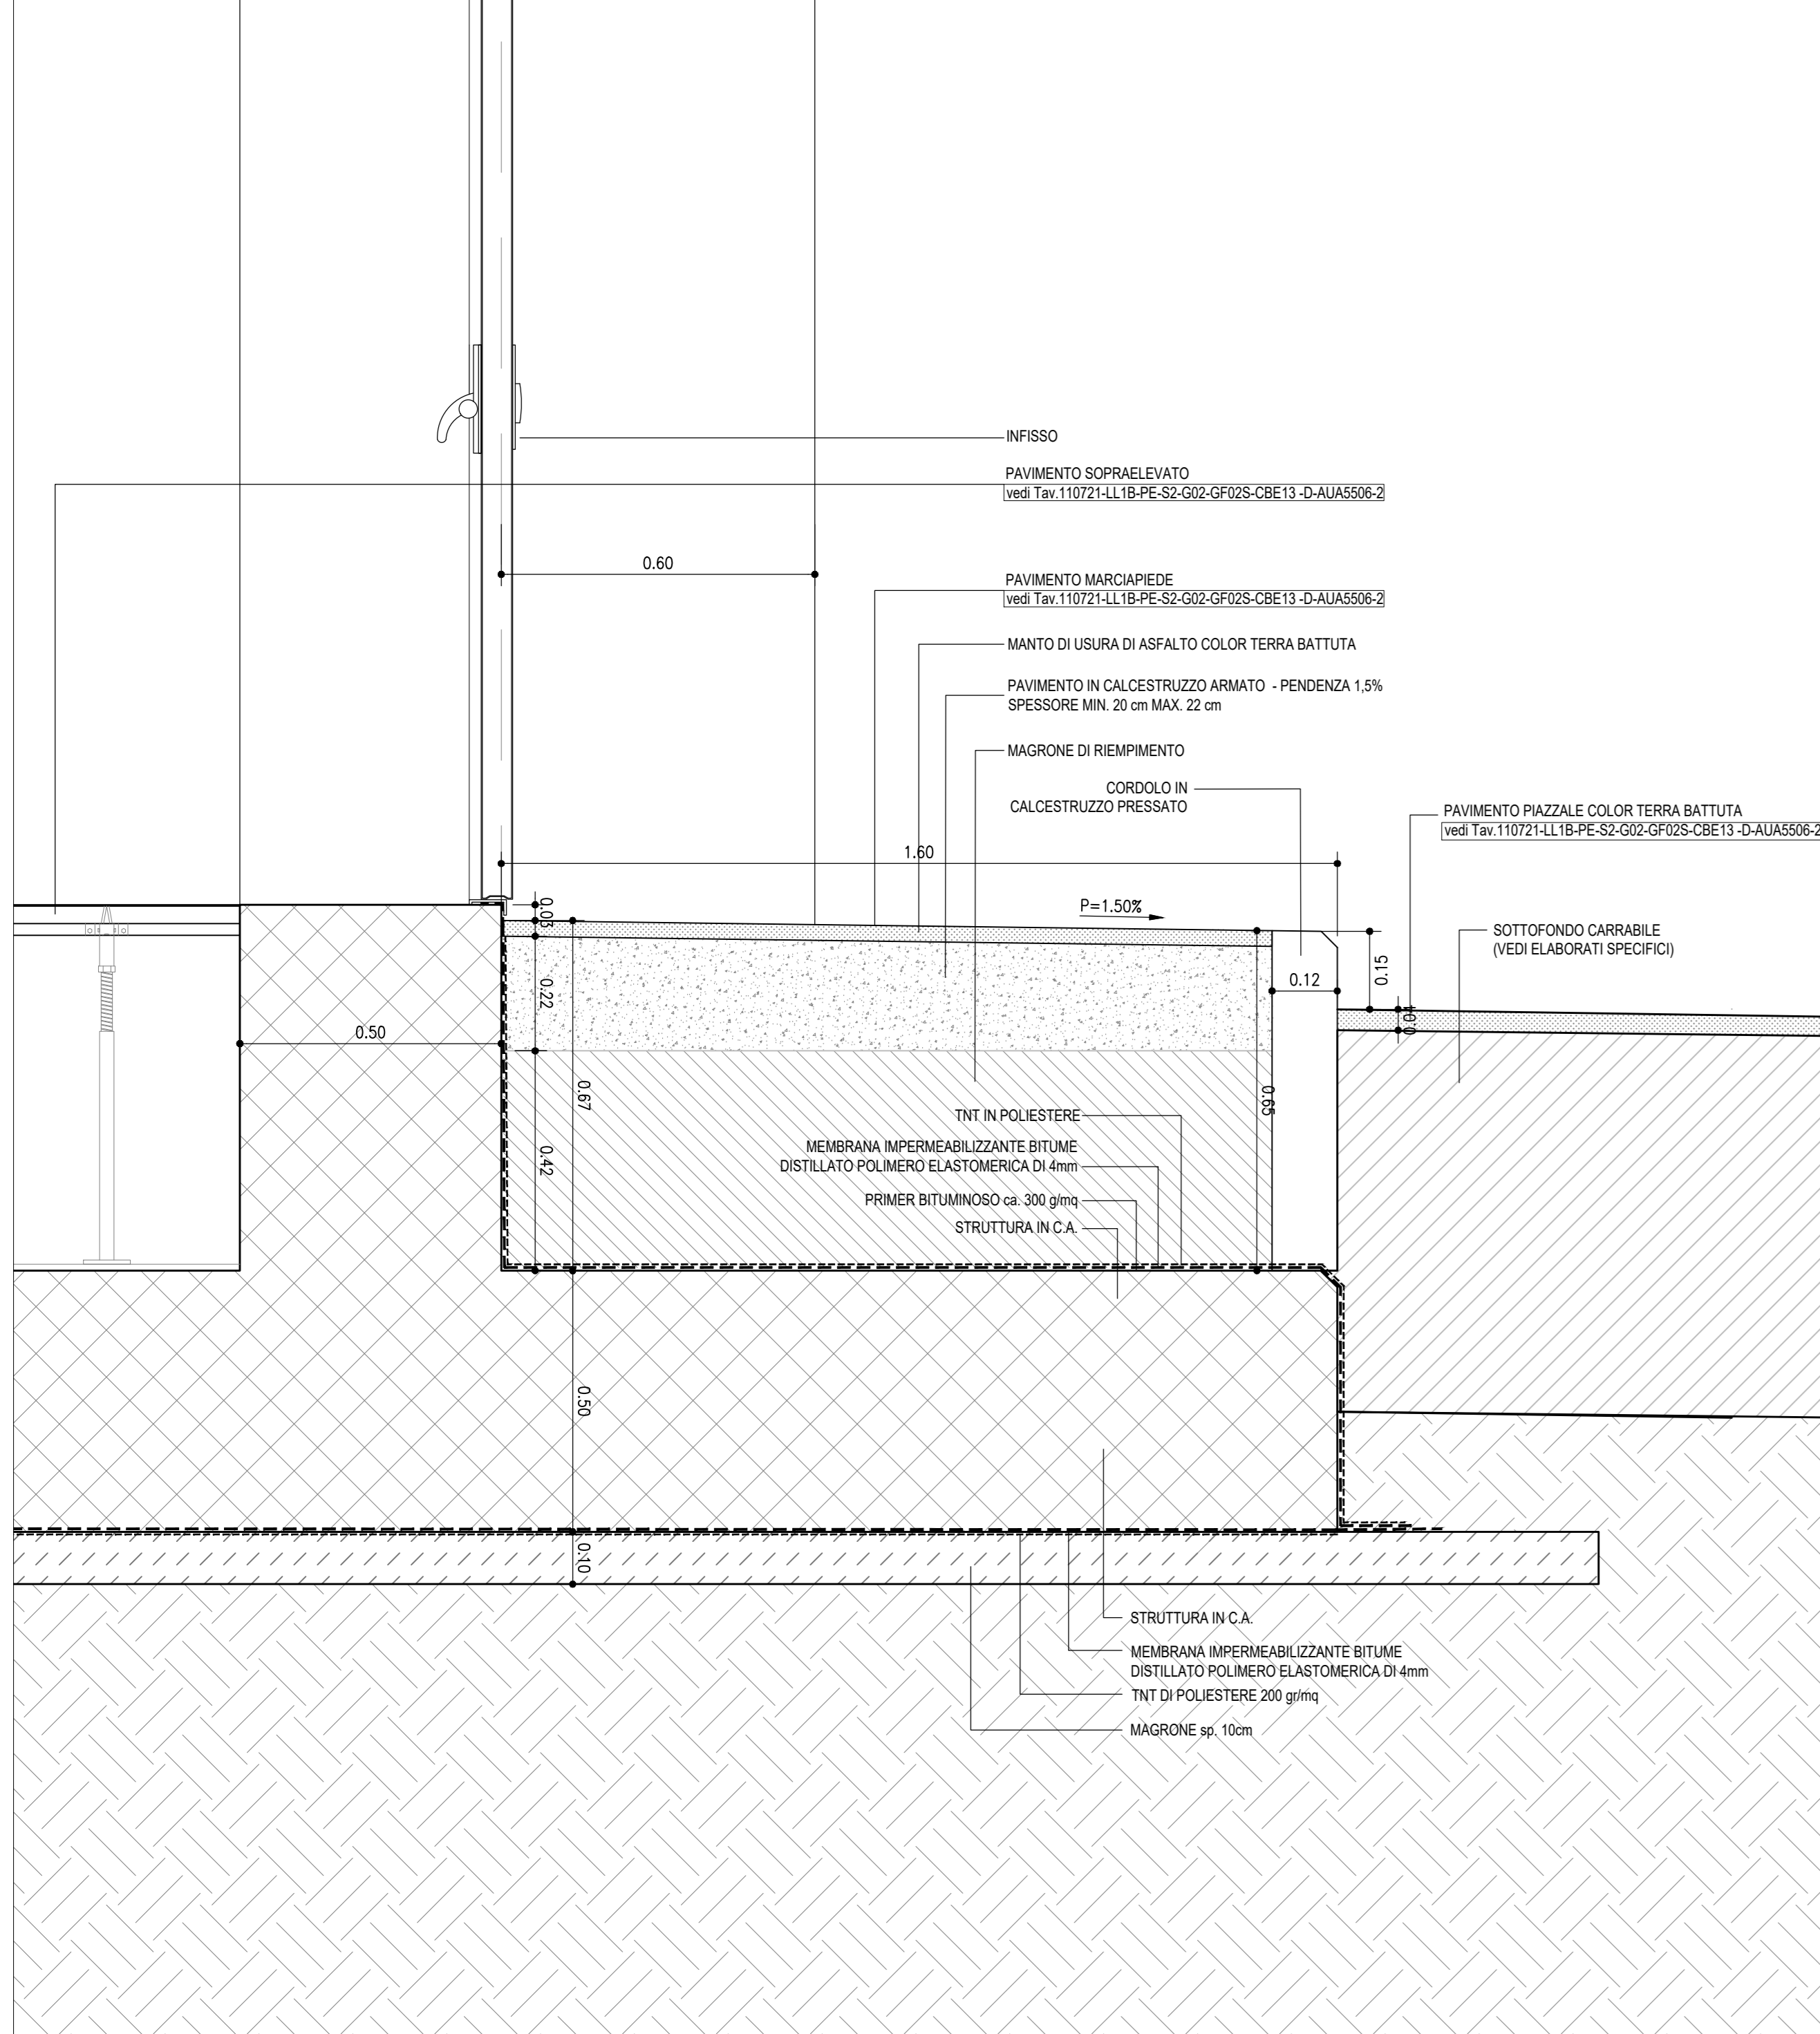 INFISSO
PAVIMENTO SOPRAELEVATO
vedi Tav.110721-LL1B-PE-S2-G02-GF02S-CBE13 -D-AUA5506-2
0.60
PAVIMENTO MARCIAPIEDE
vedi Tav.110721-LL1B-PE-S2-G02-GF02S-CBE13 -D-AUA5506-2
MANTO DI USURA DI ASFALTO COLOR TERRA BATTUTA
PAVIMENTO IN CALCESTRUZZO ARMATO - PENDENZA 1,5%
SPESSORE MIN. 20 cm MAX. 22 cm
MAGRONE DI RIEMPIMENTO
CORDOLO IN
CALCESTRUZZO PRESSATO
PAVIMENTO PIAZZALE COLOR TERRA BATTUTA
vedi Tav.110721-LL1B-PE-S2-G02-GF02S-CBE13 -D-AUA5506-2
1.60
0.03
P=1.50%
SOTTOFONDO CARRABILE
(VEDI ELABORATI SPECIFICI)
0.15
0.12
0.22
0.04
0.50
0.67
0.65
TNT IN POLIESTERE
MEMBRANA IMPERMEABILIZZANTE BITUME
DISTILLATO POLIMERO ELASTOMERICA DI 4mm
0.42
PRIMER BITUMINOSO ca. 300 g/mq
STRUTTURA IN C.A.
0.50
0.10
STRUTTURA IN C.A.
MEMBRANA IMPERMEABILIZZANTE BITUME
DISTILLATO POLIMERO ELASTOMERICA DI 4mm
TNT DI POLIESTERE 200 gr/mq
MAGRONE sp. 10cm